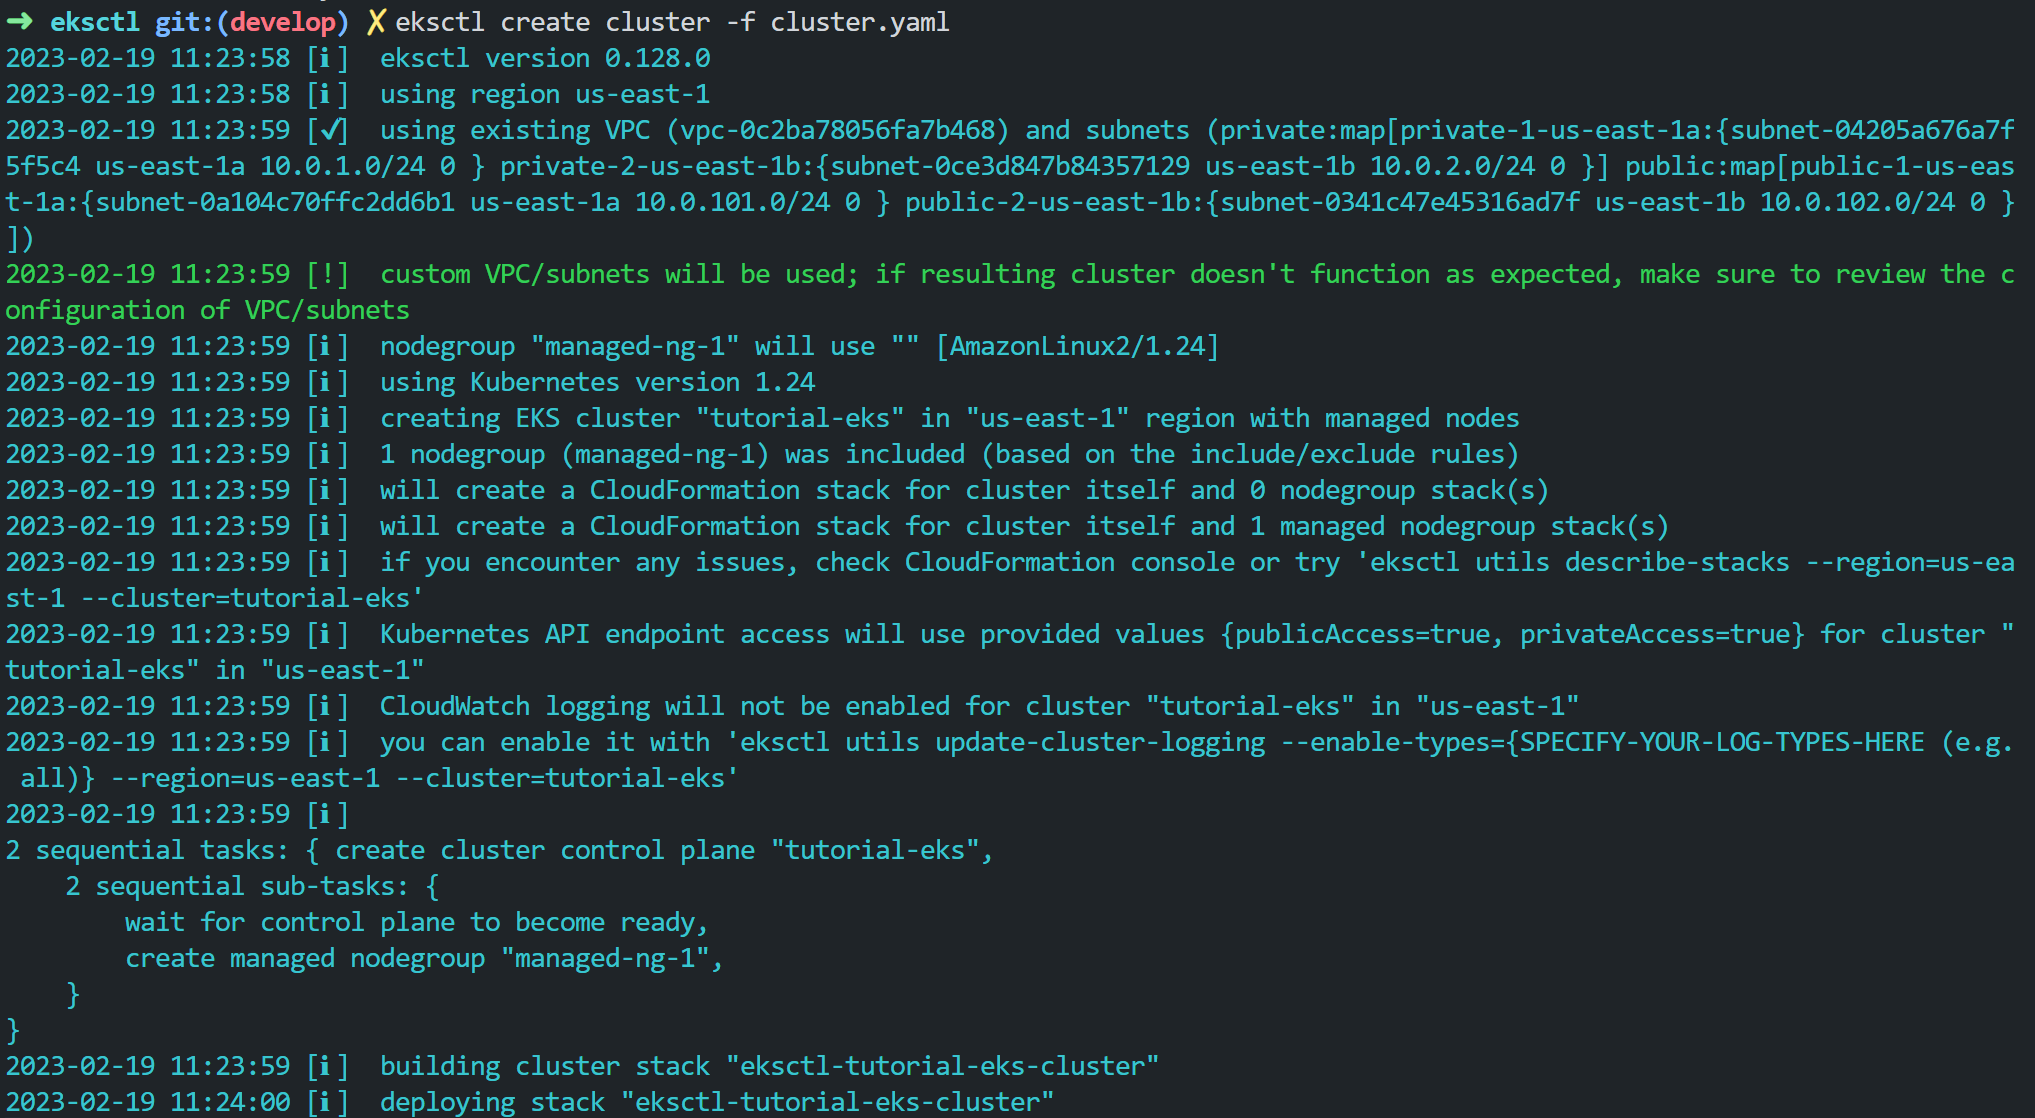 ➜ eksctl git:(develop) ✗ eksctl create cluster -f cluster.yaml
2023-02-19 11:23:58 [ℹ]  eksctl version 0.128.0
2023-02-19 11:23:58 [ℹ]  using region us-east-1
2023-02-19 11:23:59 [✔]  using existing VPC (vpc-0c2ba78056fa7b468) and subnets (private:map[private-1-us-east-1a:{subnet-04205a676a7f
5f5c4 us-east-1a 10.0.1.0/24 0 } private-2-us-east-1b:{subnet-0ce3d847b84357129 us-east-1b 10.0.2.0/24 0 }] public:map[public-1-us-eas
t-1a:{subnet-0a104c70ffc2dd6b1 us-east-1a 10.0.101.0/24 0 } public-2-us-east-1b:{subnet-0341c47e45316ad7f us-east-1b 10.0.102.0/24 0 }
])
2023-02-19 11:23:59 [!]  custom VPC/subnets will be used; if resulting cluster doesn't function as expected, make sure to review the c
onfiguration of VPC/subnets
2023-02-19 11:23:59 [ℹ]  nodegroup "managed-ng-1" will use "" [AmazonLinux2/1.24]
2023-02-19 11:23:59 [ℹ]  using Kubernetes version 1.24
2023-02-19 11:23:59 [ℹ]  creating EKS cluster "tutorial-eks" in "us-east-1" region with managed nodes
2023-02-19 11:23:59 [ℹ]  1 nodegroup (managed-ng-1) was included (based on the include/exclude rules)
2023-02-19 11:23:59 [ℹ]  will create a CloudFormation stack for cluster itself and 0 nodegroup stack(s)
2023-02-19 11:23:59 [ℹ]  will create a CloudFormation stack for cluster itself and 1 managed nodegroup stack(s)
2023-02-19 11:23:59 [ℹ]  if you encounter any issues, check CloudFormation console or try 'eksctl utils describe-stacks --region=us-ea
st-1 --cluster=tutorial-eks'
2023-02-19 11:23:59 [ℹ]  Kubernetes API endpoint access will use provided values {publicAccess=true, privateAccess=true} for cluster "
tutorial-eks" in "us-east-1"
2023-02-19 11:23:59 [ℹ]  CloudWatch logging will not be enabled for cluster "tutorial-eks" in "us-east-1"
2023-02-19 11:23:59 [ℹ]  you can enable it with 'eksctl utils update-cluster-logging --enable-types={SPECIFY-YOUR-LOG-TYPES-HERE (e.g.
 all)} --region=us-east-1 --cluster=tutorial-eks'
2023-02-19 11:23:59 [ℹ]
2 sequential tasks: { create cluster control plane "tutorial-eks",
    2 sequential sub-tasks: {
        wait for control plane to become ready,
        create managed nodegroup "managed-ng-1",
    }
}
2023-02-19 11:23:59 [ℹ]  building cluster stack "eksctl-tutorial-eks-cluster"
2023-02-19 11:24:00 [ℹ]  deploying stack "eksctl-tutorial-eks-cluster"